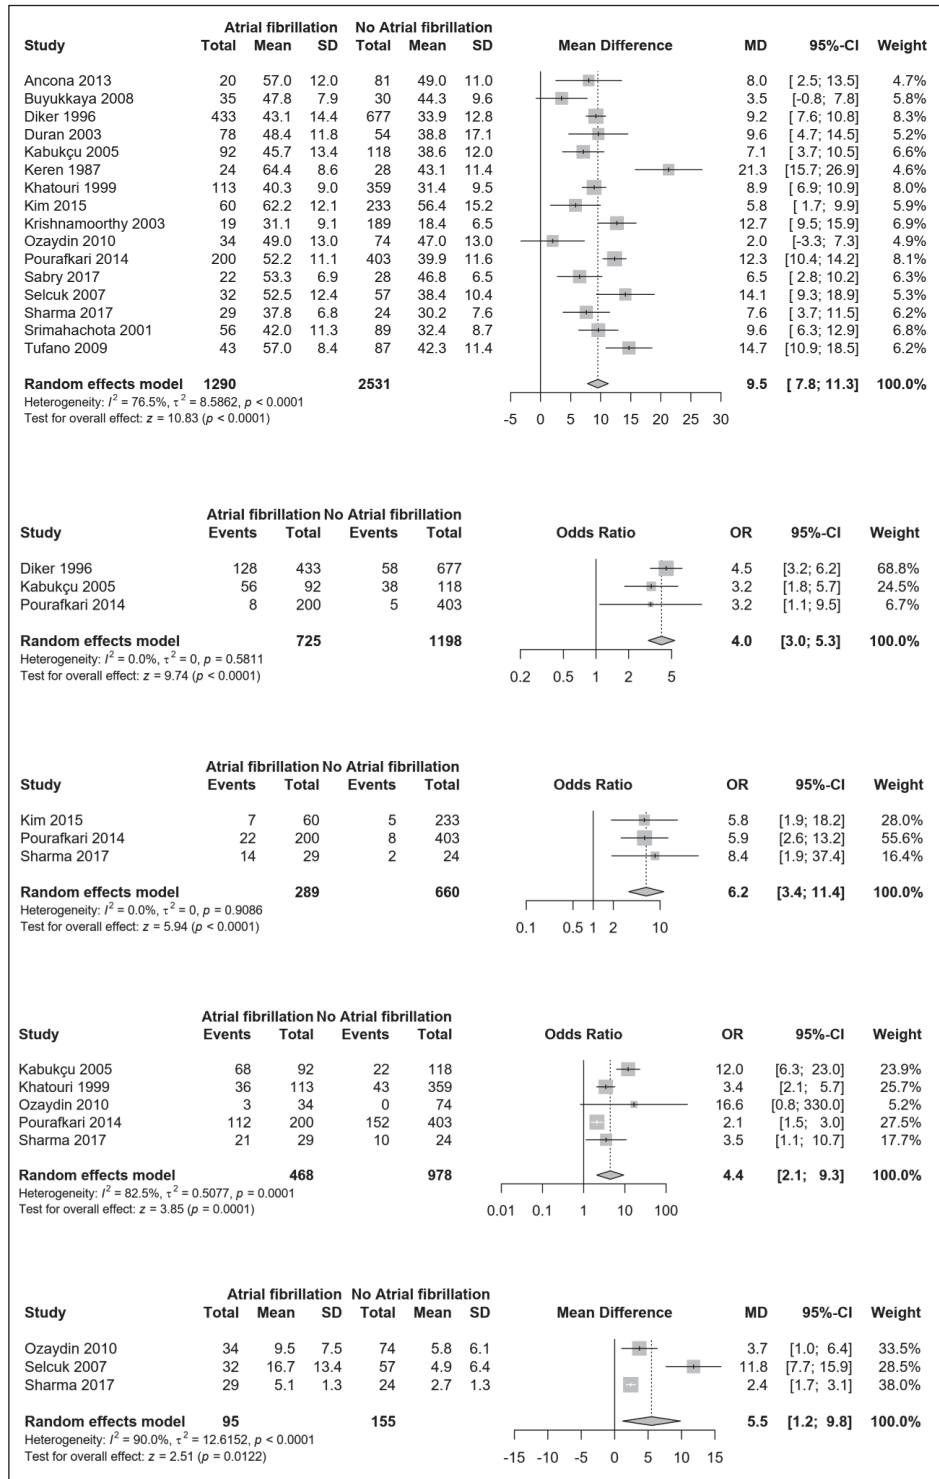 Atrial fibrillation No Atrial fibrillation
Study Total Mean SD Total Mean SD Mean Difference MD 95%-CI Weight
Ancona 2013 20 57.0 12.0 81 49.0 11.0 8.0 [ 2.5; 13.5] 4.7%
Buyukkaya 2008 35 47.8 7.9 30 44.3 9.6 3.5 [-0.8; 7.8] 5.8%
Diker 1996 433 43.1 14.4 677 33.9 12.8 9.2 [ 7.6; 10.8] 8.3%
Duran 2003 78 48.4 11.8 54 38.8 17.1 9.6 [ 4.7; 14.5] 5.2%
Kabukçu 2005 92 45.7 13.4 118 38.6 12.0 7.1 [ 3.7; 10.5] 6.6%
Keren 1987 24 64.4 8.6 28 43.1 11.4 21.3 [15.7; 26.9] 4.6%
Khatouri 1999 113 40.3 9.0 359 31.4 9.5 8.9 [ 6.9; 10.9] 8.0%
Kim 2015 60 62.2 12.1 233 56.4 15.2 5.8 [ 1.7; 9.9] 6.0%
Krishnamoorthy 2003 19 31.1 9.1 189 18.4 6.5 12.7 [ 9.5; 15.9] 6.9%
Ozaydin 2010 34 49.0 13.0 74 47.0 13.0 2.0 [-3.3; 7.3] 4.9%
Pourafkari 2014 200 52.2 11.1 403 39.9 11.6 12.3 [10.4; 14.2] 8.1%
Sabry 2017 22 53.3 6.9 28 46.8 6.5 6.5 [ 2.8; 10.2] 6.3%
Selcuk 2007 32 52.5 12.4 57 38.4 10.4 14.1 [ 9.3; 18.9] 5.3%
Sharma 2017 29 37.8 6.8 24 30.2 7.6 7.6 [ 3.7; 11.5] 6.2%
Srimahachota 2001 56 42.0 11.3 89 32.4 8.7 9.6 [ 6.3; 12.9] 6.8%
Tufano 2009 43 57.0 8.4 87 42.3 11.4 14.7 [10.9; 18.5] 6.2%
Random effects model 1290 2531 9.5 [ 7.8; 11.3] 100.0%
Heterogeneity: I² = 76.5%, τ² = 8.5862, p < 0.0001
Test for overall effect: z = 10.83 (p < 0.0001)
-5 0 5 10 15 20 25 30
Atrial fibrillation No Atrial fibrillation
Study Events Total Events Total Odds Ratio OR 95%-CI Weight
Diker 1996 128 433 58 677 4.5 [3.2; 6.2] 68.8%
Kabukçu 2005 56 92 38 118 3.2 [1.8; 5.7] 24.5%
Pourafkari 2014 8 200 5 403 3.2 [1.1; 9.5] 6.7%
Random effects model 725 1198 4.0 [3.0; 5.3] 100.0%
Heterogeneity: I² = 0.0%, τ² = 0, p = 0.5811
Test for overall effect: z = 9.74 (p < 0.0001)
0.2 0.5 1 2 5
Atrial fibrillation No Atrial fibrillation
Study Events Total Events Total Odds Ratio OR 95%-CI Weight
Kim 2015 7 60 5 233 5.8 [1.9; 18.2] 28.0%
Pourafkari 2014 22 200 8 403 5.9 [2.6; 13.2] 55.6%
Sharma 2017 14 29 2 24 8.4 [1.9; 37.4] 16.4%
Random effects model 289 660 6.2 [3.4; 11.4] 100.0%
Heterogeneity: I² = 0.0%, τ² = 0, p = 0.9086
Test for overall effect: z = 5.94 (p < 0.0001)
0.1 0.5 1 2 10
Atrial fibrillation No Atrial fibrillation
Study Events Total Events Total Odds Ratio OR 95%-CI Weight
Kabukçu 2005 68 92 22 118 12.0 [6.3; 23.0] 23.9%
Khatouri 1999 36 113 43 359 3.4 [2.1; 5.7] 25.7%
Ozaydin 2010 3 34 0 74 16.6 [0.8; 330.0] 5.2%
Pourafkari 2014 112 200 152 403 2.1 [1.5; 3.0] 27.5%
Sharma 2017 21 29 10 24 3.5 [1.1; 10.7] 17.7%
Random effects model 468 978 4.4 [2.1; 9.3] 100.0%
Heterogeneity: I² = 82.5%, τ² = 0.5077, p = 0.0001
Test for overall effect: z = 3.85 (p = 0.0001)
0.01 0.1 1 10 100
Atrial fibrillation No Atrial fibrillation
Study Total Mean SD Total Mean SD Mean Difference MD 95%-CI Weight
Ozaydin 2010 34 9.5 7.5 74 5.8 6.1 3.7 [1.0; 6.4] 33.5%
Selcuk 2007 32 16.7 13.4 57 4.9 6.4 11.8 [7.7; 15.9] 28.5%
Sharma 2017 29 5.1 1.3 24 2.7 1.3 2.4 [1.7; 3.1] 38.0%
Random effects model 95 155 5.5 [1.2; 9.8] 100.0%
Heterogeneity: I² = 90.0%, τ² = 12.6152, p < 0.0001
Test for overall effect: z = 2.51 (p = 0.0122)
-15 -10 -5 0 5 10 15